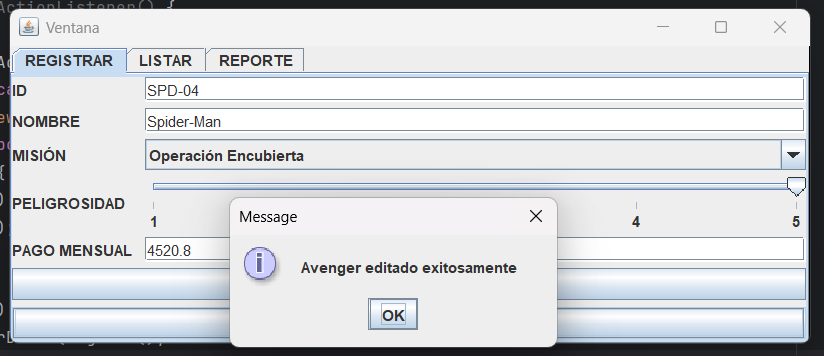 ActionListener() {
Ventana
REGISTRAR LISTAR REPORTE
ID SPD-04
NOMBRE Spider-Man
MISIÓN Operación Encubierta
PELIGROSIDAD
1 4 5
PAGO MENSUAL 4520.8
Message
Avenger editado exitosamente
OK